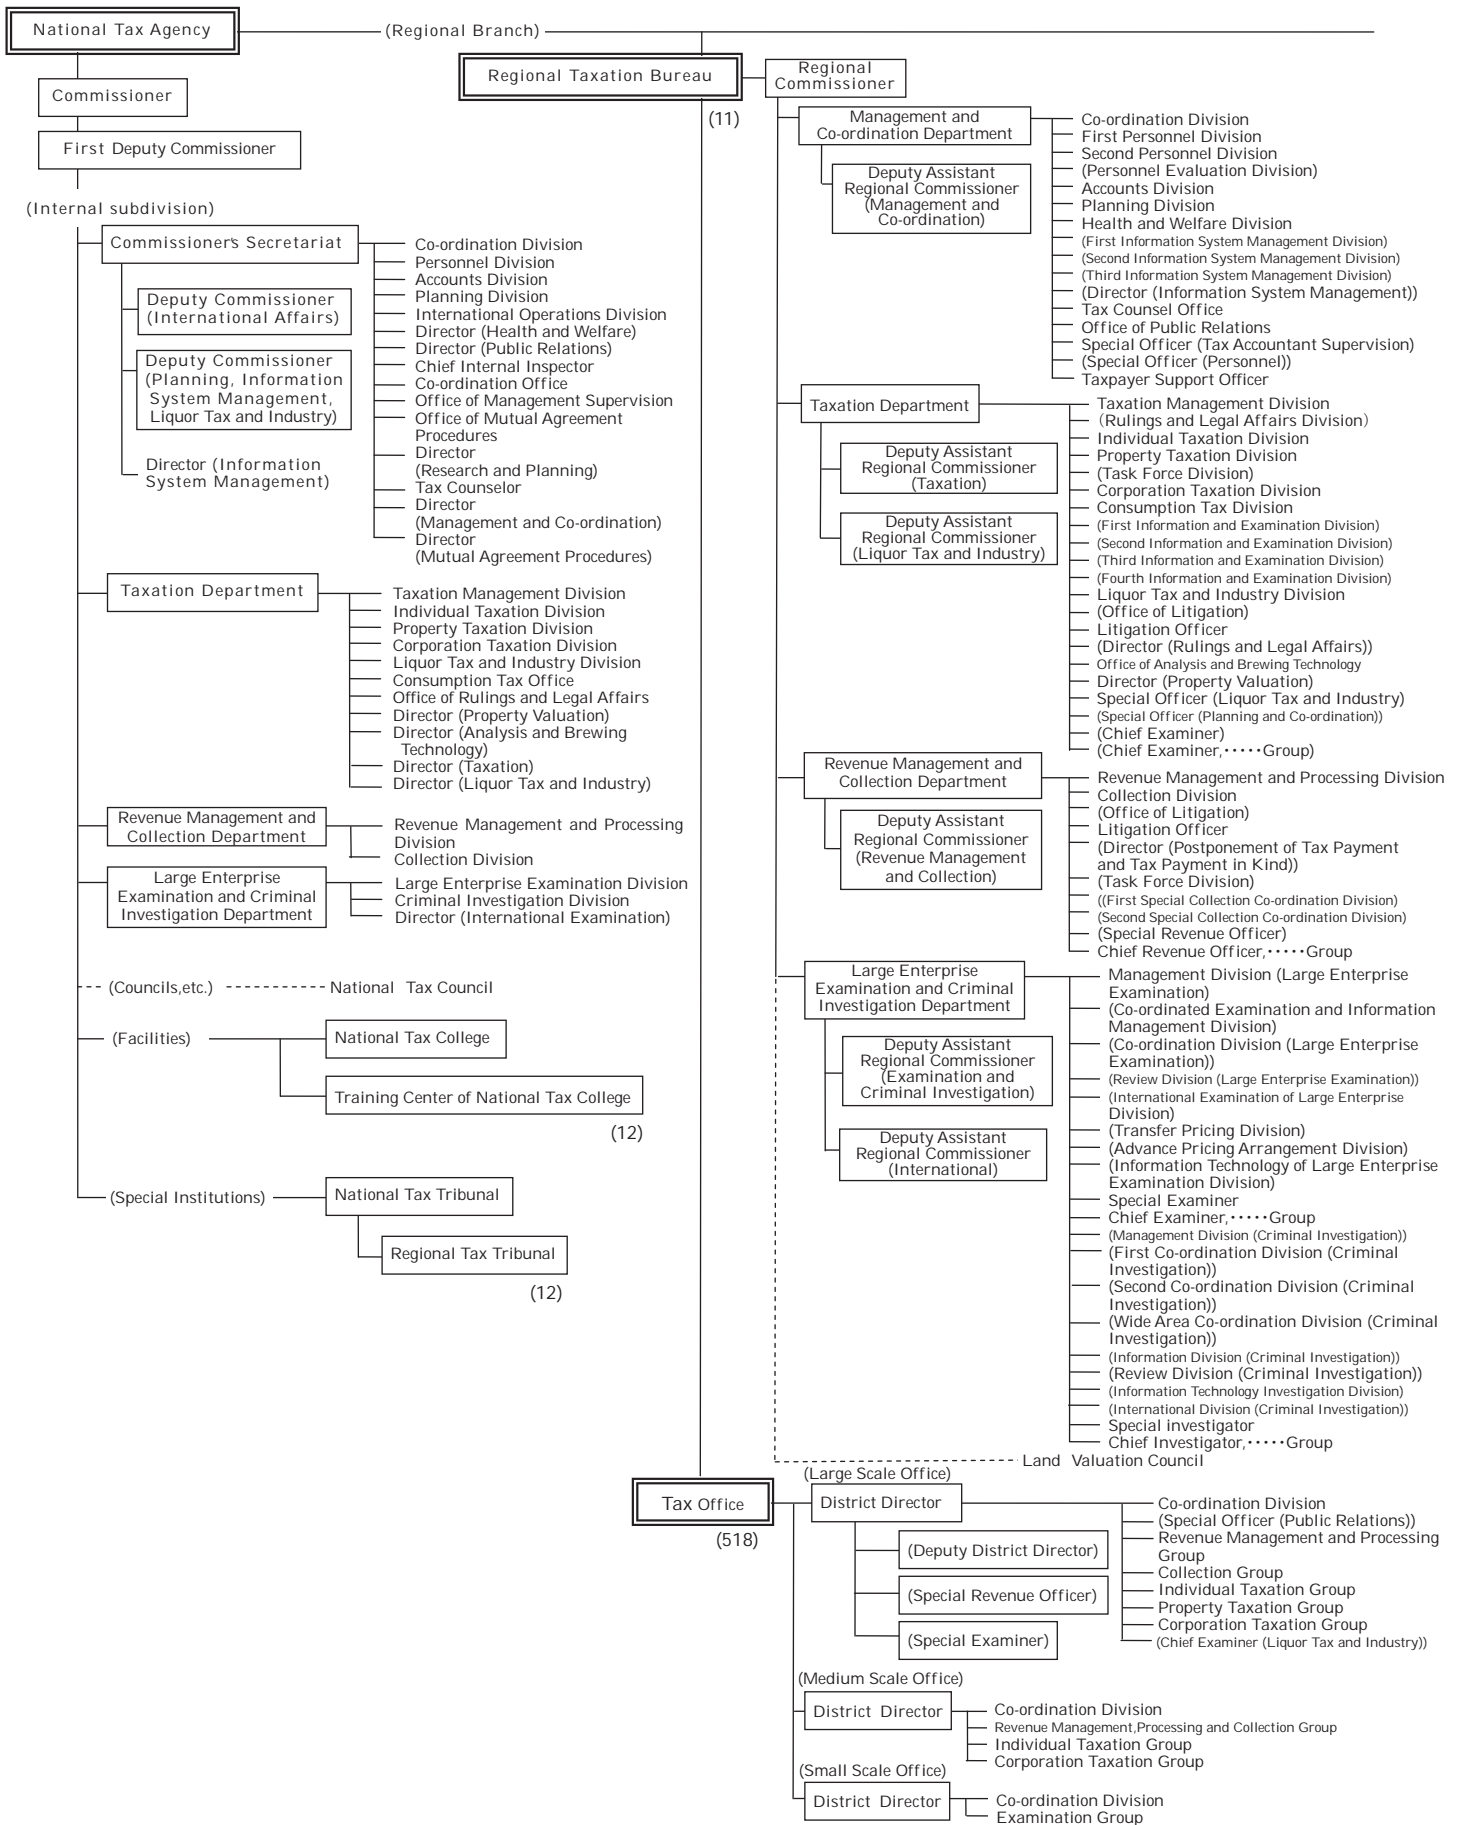 National Tax Agency
(Regional Branch)
Commissioner
First Deputy Commissioner
(Internal subdivision)
Commissioner's Secretariat
Deputy Commissioner
(International Affairs)
Deputy Commissioner
(Planning, Information
System Management,
Liquor Tax and Industry)
Director (Information
System Management)
Co-ordination Division
Personnel Division
Accounts Division
Planning Division
International Operations Division
Director (Health and Welfare)
Director (Public Relations)
Chief Internal Inspector
Co-ordination Office
Office of Management Supervision
Office of Mutual Agreement
Procedures
Director
(Research and Planning)
Tax Counselor
Director
(Management and Co-ordination)
Director
(Mutual Agreement Procedures)
Taxation Department
Taxation Management Division
Individual Taxation Division
Property Taxation Division
Corporation Taxation Division
Liquor Tax and Industry Division
Consumption Tax Office
Office of Rulings and Legal Affairs
Director (Property Valuation)
Director (Analysis and Brewing
Technology)
Director (Taxation)
Director (Liquor Tax and Industry)
Revenue Management and
Collection Department
Revenue Management and Processing
Division
Collection Division
Large Enterprise
Examination and Criminal
Investigation Department
Large Enterprise Examination Division
Criminal Investigation Division
Director (International Examination)
(Councils,etc.)
National Tax Council
(Facilities)
National Tax College
Training Center of National Tax College
(12)
(Special Institutions)
National Tax Tribunal
Regional Tax Tribunal
(12)
Regional Taxation Bureau
(11)
Regional
Commissioner
Management and
Co-ordination Department
Deputy Assistant
Regional Commissioner
(Management and
Co-ordination)
Co-ordination Division
First Personnel Division
Second Personnel Division
(Personnel Evaluation Division)
Accounts Division
Planning Division
Health and Welfare Division
(First Information System Management Division)
(Second Information System Management Division)
(Third Information System Management Division)
(Director (Information System Management))
Tax Counsel Office
Office of Public Relations
Special Officer (Tax Accountant Supervision)
(Special Officer (Personnel))
Taxpayer Support Officer
Taxation Department
Deputy Assistant
Regional Commissioner
(Taxation)
Deputy Assistant
Regional Commissioner
(Liquor Tax and Industry)
Taxation Management Division
(Rulings and Legal Affairs Division)
Individual Taxation Division
Property Taxation Division
(Task Force Division)
Corporation Taxation Division
Consumption Tax Division
(First Information and Examination Division)
(Second Information and Examination Division)
(Third Information and Examination Division)
(Fourth Information and Examination Division)
Liquor Tax and Industry Division
(Office of Litigation)
Litigation Officer
(Director (Rulings and Legal Affairs))
Office of Analysis and Brewing Technology
Director (Property Valuation)
Special Officer (Liquor Tax and Industry)
(Special Officer (Planning and Co-ordination))
(Chief Examiner)
(Chief Examiner,・・・・・Group)
Revenue Management and
Collection Department
Deputy Assistant
Regional Commissioner
(Revenue Management
and Collection)
Revenue Management and Processing Division
Collection Division
(Office of Litigation)
Litigation Officer
(Director (Postponement of Tax Payment
and Tax Payment in Kind))
(Task Force Division)
((First Special Collection Co-ordination Division)
(Second Special Collection Co-ordination Division)
(Special Revenue Officer)
Chief Revenue Officer,・・・・・Group
Large Enterprise
Examination and Criminal
Investigation Department
Deputy Assistant
Regional Commissioner
(Examination and
Criminal Investigation)
Deputy Assistant
Regional Commissioner
(International)
Management Division (Large Enterprise
Examination)
(Co-ordinated Examination and Information
Management Division)
(Co-ordination Division (Large Enterprise
Examination))
(Review Division (Large Enterprise Examination))
(International Examination of Large Enterprise
Division)
(Transfer Pricing Division)
(Advance Pricing Arrangement Division)
(Information Technology of Large Enterprise
Examination Division)
Special Examiner
Chief Examiner,・・・・・Group
(Management Division (Criminal Investigation))
(First Co-ordination Division (Criminal
Investigation))
(Second Co-ordination Division (Criminal
Investigation))
(Wide Area Co-ordination Division (Criminal
Investigation))
(Information Division (Criminal Investigation))
(Review Division (Criminal Investigation))
(Information Technology Investigation Division)
(International Division (Criminal Investigation))
Special investigator
Chief Investigator,・・・・・Group
Land Valuation Council
Tax Office
(518)
(Large Scale Office)
District Director
(Deputy District Director)
(Special Revenue Officer)
(Special Examiner)
Co-ordination Division
(Special Officer (Public Relations))
Revenue Management and Processing
Group
Collection Group
Individual Taxation Group
Property Taxation Group
Corporation Taxation Group
(Chief Examiner (Liquor Tax and Industry))
(Medium Scale Office)
District Director
Co-ordination Division
Revenue Management,Processing and Collection Group
Individual Taxation Group
Corporation Taxation Group
(Small Scale Office)
District Director
Co-ordination Division
Examination Group